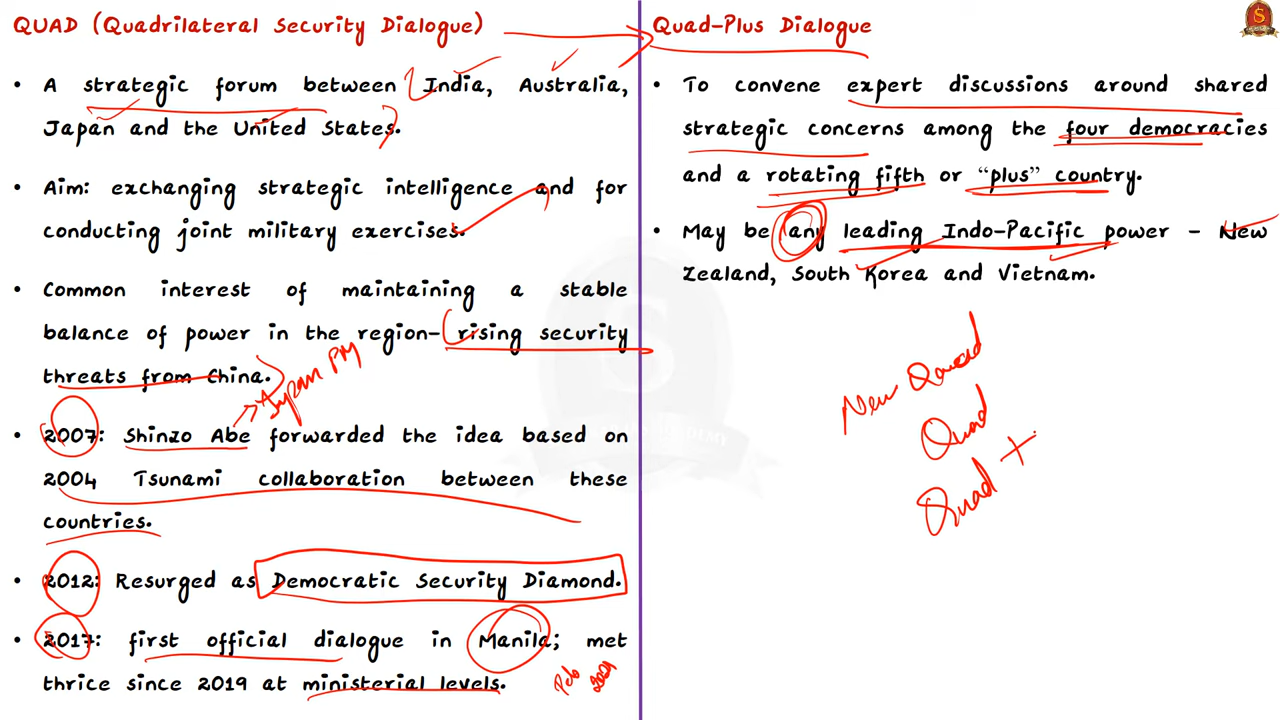 QUAD (Quadrilateral Security Dialogue)
• A strategic forum between India, Australia,
Japan and the United States.
• Aim: exchanging strategic intelligence and for
conducting joint military exercises.
• Common interest of maintaining a stable
balance of power in the region- rising security
threats from China.
Japan PM
• 2007: Shinzo Abe forwarded the idea based on
2004 Tsunami collaboration between these
countries.
• 2012: Resurged as Democratic Security Diamond.
• 2017: first official dialogue in Manila; met
thrice since 2019 at ministerial levels.
Feb
Quad-Plus Dialogue
• To convene expert discussions around shared
strategic concerns among the four democracies
and a rotating fifth or “plus” country.
• May be any leading Indo-Pacific power - New
Zealand, South Korea and Vietnam.
New Quad
Quad
Quad +